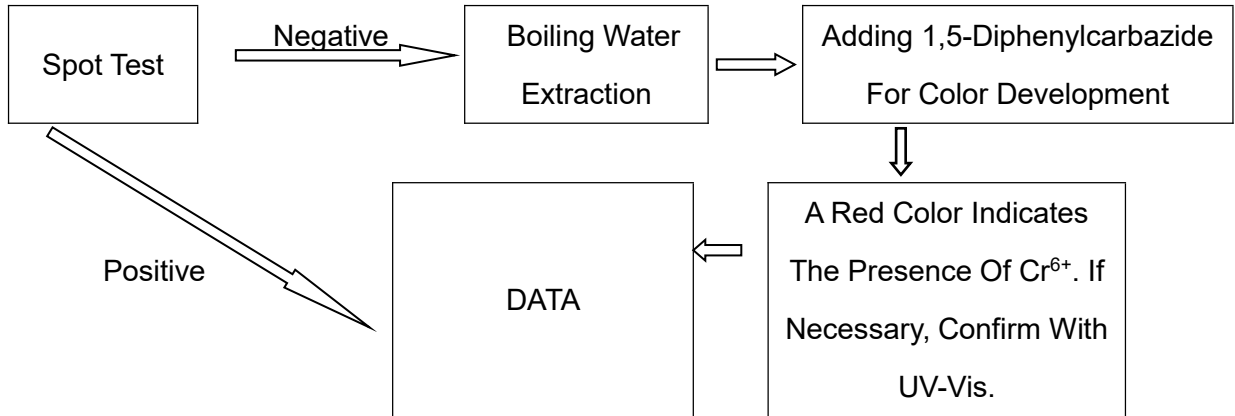 Spot Test
Negative
Boiling Water
Extraction
Adding 1,5-Diphenylcarbazide
For Color Development
A Red Color Indicates
The Presence Of Cr⁶⁺. If
Necessary, Confirm With
UV-Vis.
Positive
DATA